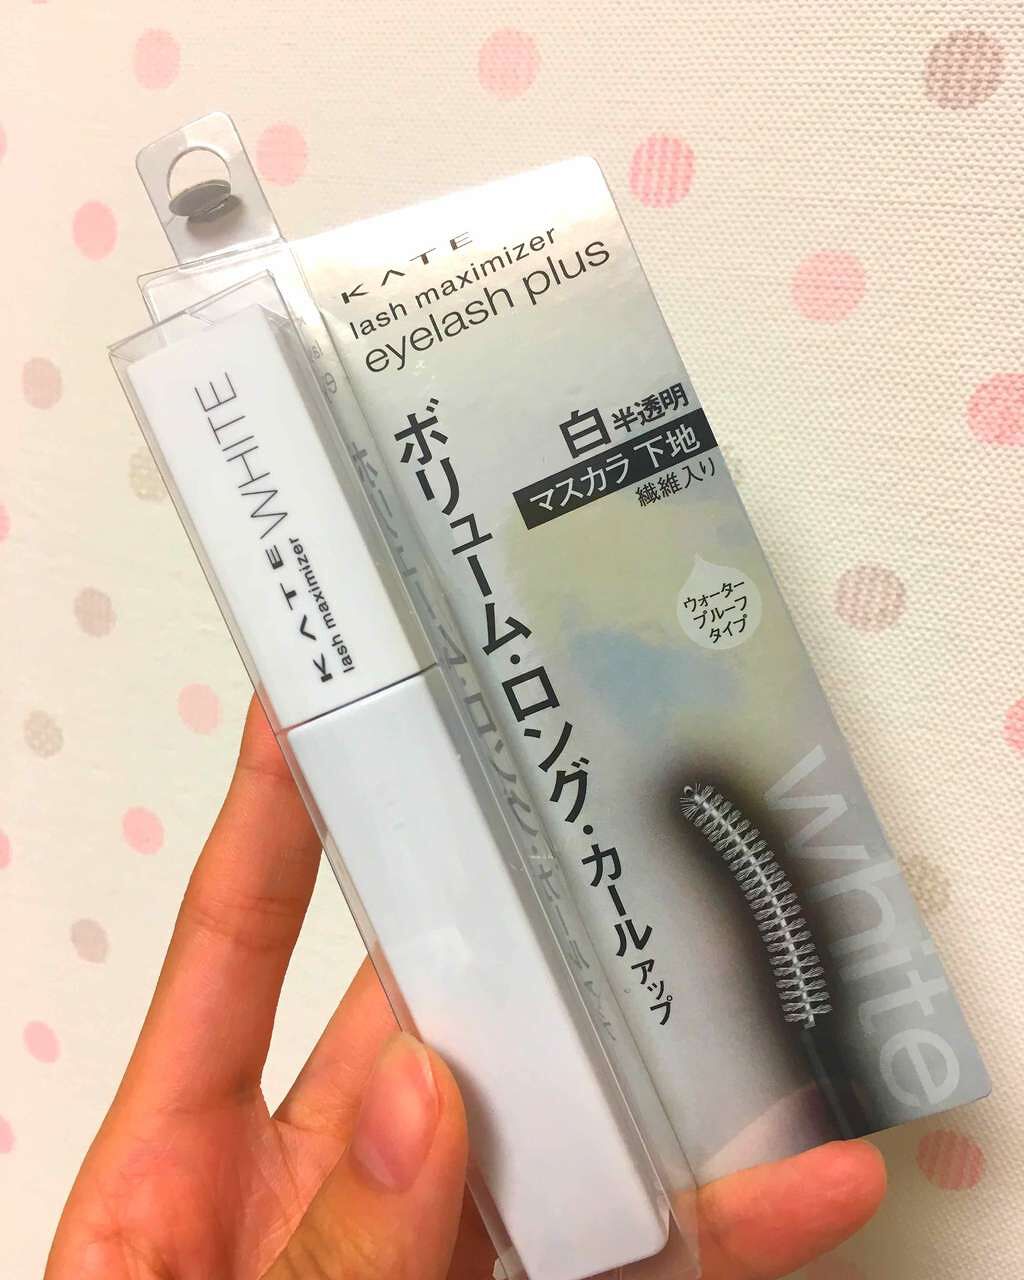 KATE
lash maximizer
eyelash plus
白 半透明
マスカラ下地
繊維入り
ウォーター
プルーフ
タイプ
ボリューム・ロング・カールアップ
white
KATE WHITE
lash maximizer